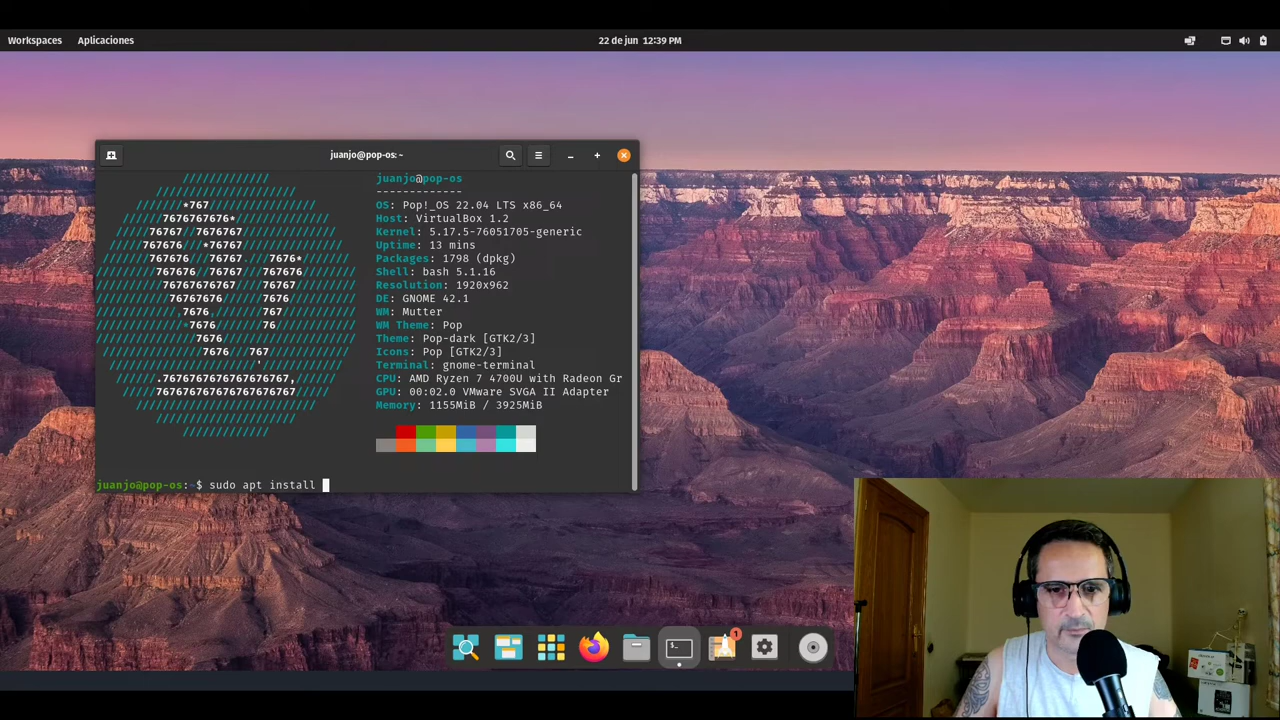 Workspaces Aplicaciones 22 de jun 12:39 PM
juanjo@pop-os: ~
juanjo@pop-os
-------------
OS: Pop!_OS 22.04 LTS x86_64
Host: VirtualBox 1.2
Kernel: 5.17.5-76051705-generic
Uptime: 13 mins
Packages: 1798 (dpkg)
Shell: bash 5.1.16
Resolution: 1920x962
DE: GNOME 42.1
WM: Mutter
WM Theme: Pop
Theme: Pop-dark [GTK2/3]
Icons: Pop [GTK2/3]
Terminal: gnome-terminal
CPU: AMD Ryzen 7 4700U with Radeon Gr
GPU: 00:02.0 VMware SVGA II Adapter
Memory: 1155MiB / 3925MiB
juanjo@pop-os:~$ sudo apt install
1